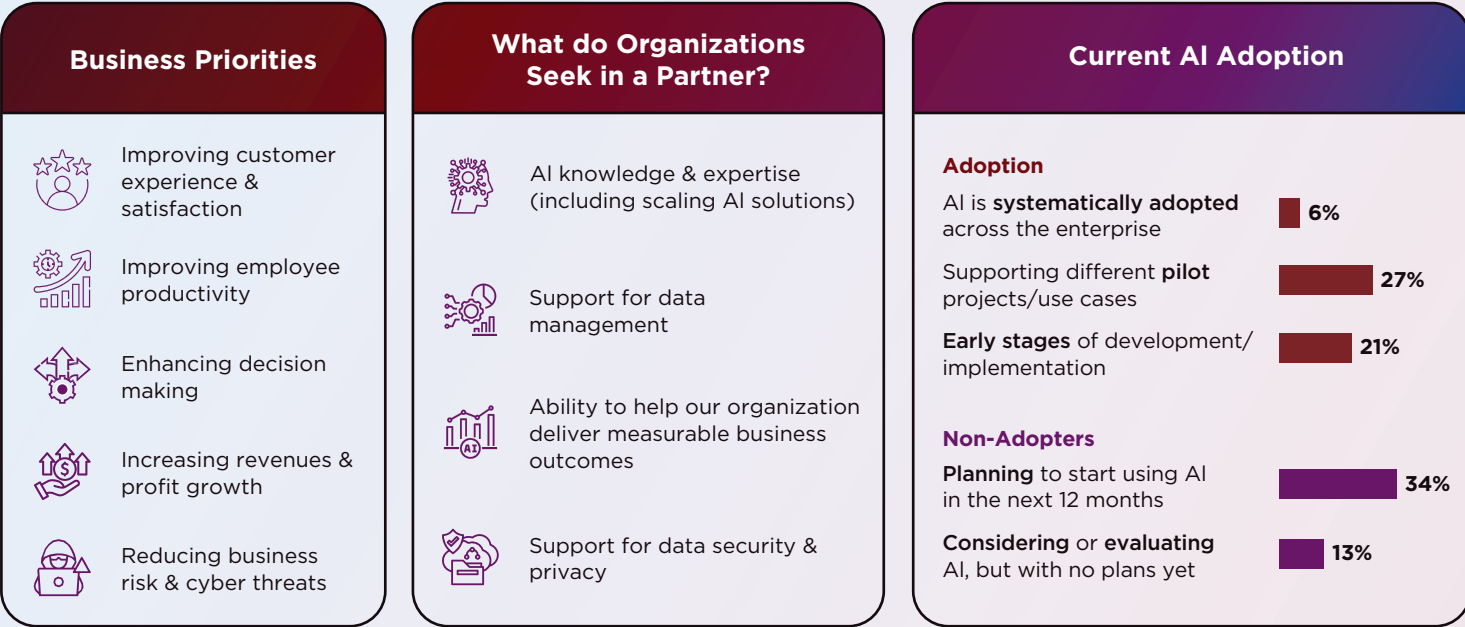 Business Priorities
Improving customer
experience &
satisfaction
Improving employee
productivity
Enhancing decision
making
Increasing revenues &
profit growth
Reducing business
risk & cyber threats
What do Organizations
Seek in a Partner?
AI knowledge & expertise
(including scaling AI solutions)
Support for data
management
Ability to help our organization
deliver measurable business
outcomes
AI
Support for data security &
privacy
Current AI Adoption
Adoption
AI is systematically adopted
across the enterprise
6%
Supporting different pilot
projects/use cases
27%
Early stages of development/
implementation
21%
Non-Adopters
Planning to start using AI
in the next 12 months
34%
Considering or evaluating
AI, but with no plans yet
13%